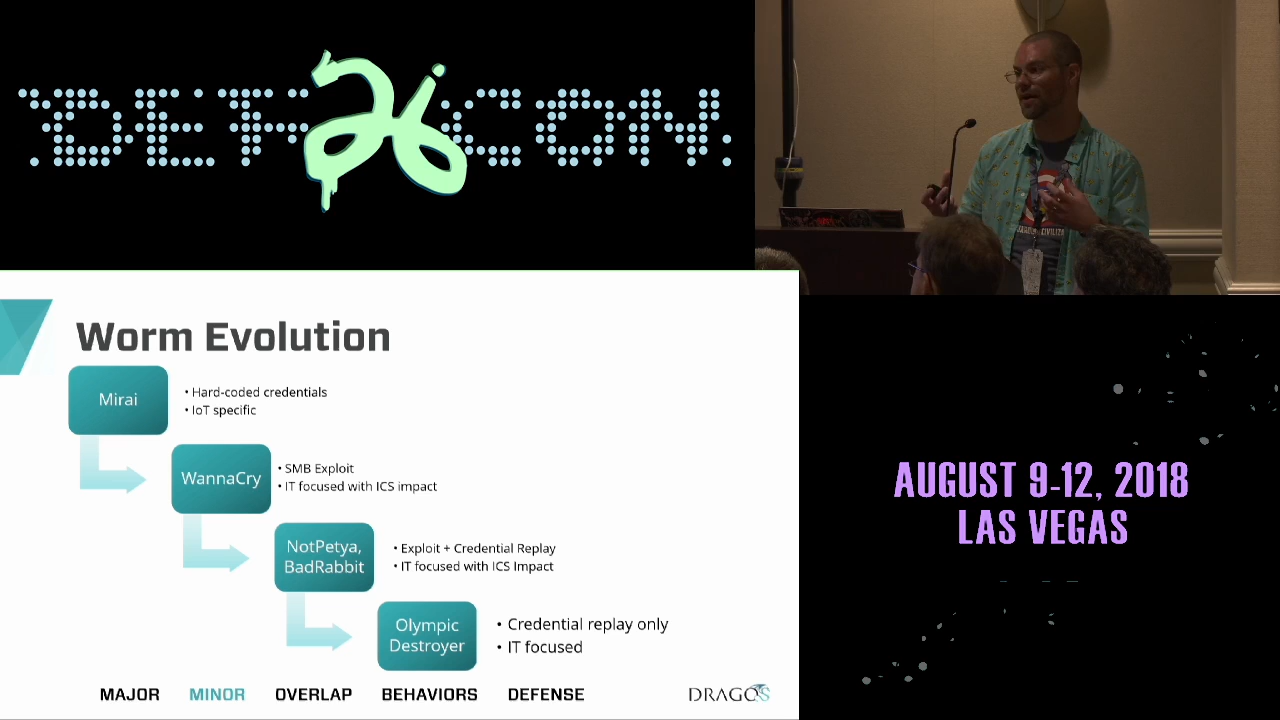 DEF 26 CON
Worm Evolution
Mirai
• Hard-coded credentials
• IoT specific
WannaCry
• SMB Exploit
• IT focused with ICS impact
NotPetya,
BadRabbit
• Exploit + Credential Replay
• IT focused with ICS Impact
Olympic
Destroyer
• Credential replay only
• IT focused
MAJOR MINOR OVERLAP BEHAVIORS DEFENSE
DRAGOS
AUGUST 9-12, 2018
LAS VEGAS